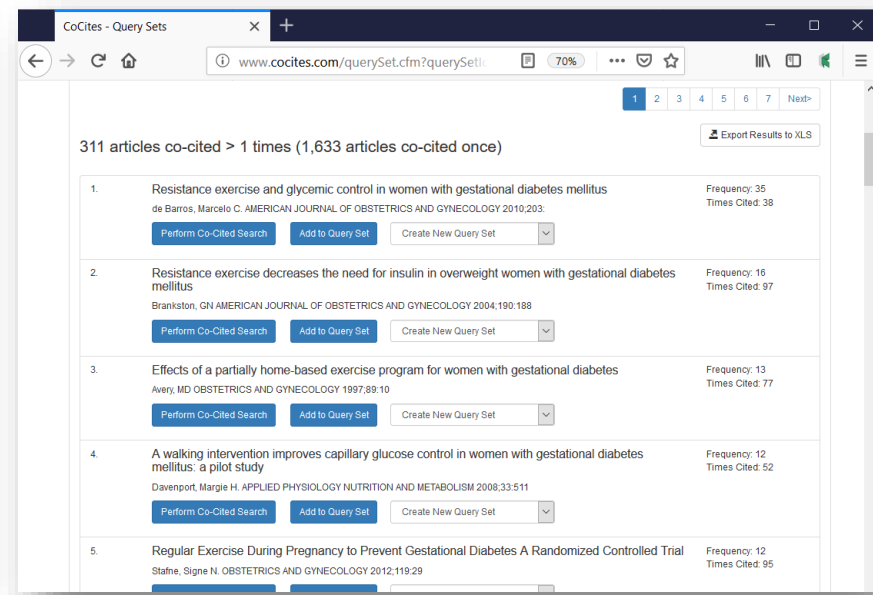 CoCites - Query Sets
www.cocites.com/querySet.cfm?querySetI
70%
1 2 3 4 5 6 7 Next>
Export Results to XLS
311 articles co-cited > 1 times (1,633 articles co-cited once)
1. Resistance exercise and glycemic control in women with gestational diabetes mellitus
Frequency: 35
de Barros, Marcelo C. AMERICAN JOURNAL OF OBSTETRICS AND GYNECOLOGY 2010;203:
Times Cited: 38
Perform Co-Cited Search Add to Query Set Create New Query Set
2. Resistance exercise decreases the need for insulin in overweight women with gestational diabetes
mellitus
Frequency: 16
Times Cited: 97
Brankston, GN AMERICAN JOURNAL OF OBSTETRICS AND GYNECOLOGY 2004;190:188
Perform Co-Cited Search Add to Query Set Create New Query Set
3. Effects of a partially home-based exercise program for women with gestational diabetes
Frequency: 13
Times Cited: 77
Avery, MD OBSTETRICS AND GYNECOLOGY 1997;89:10
Perform Co-Cited Search Add to Query Set Create New Query Set
4. A walking intervention improves capillary glucose control in women with gestational diabetes
mellitus: a pilot study
Frequency: 12
Times Cited: 52
Davenport, Margie H. APPLIED PHYSIOLOGY NUTRITION AND METABOLISM 2008;33:511
Perform Co-Cited Search Add to Query Set Create New Query Set
5. Regular Exercise During Pregnancy to Prevent Gestational Diabetes A Randomized Controlled Trial
Frequency: 12
Times Cited: 95
Stafne, Signe N. OBSTETRICS AND GYNECOLOGY 2012;119:29